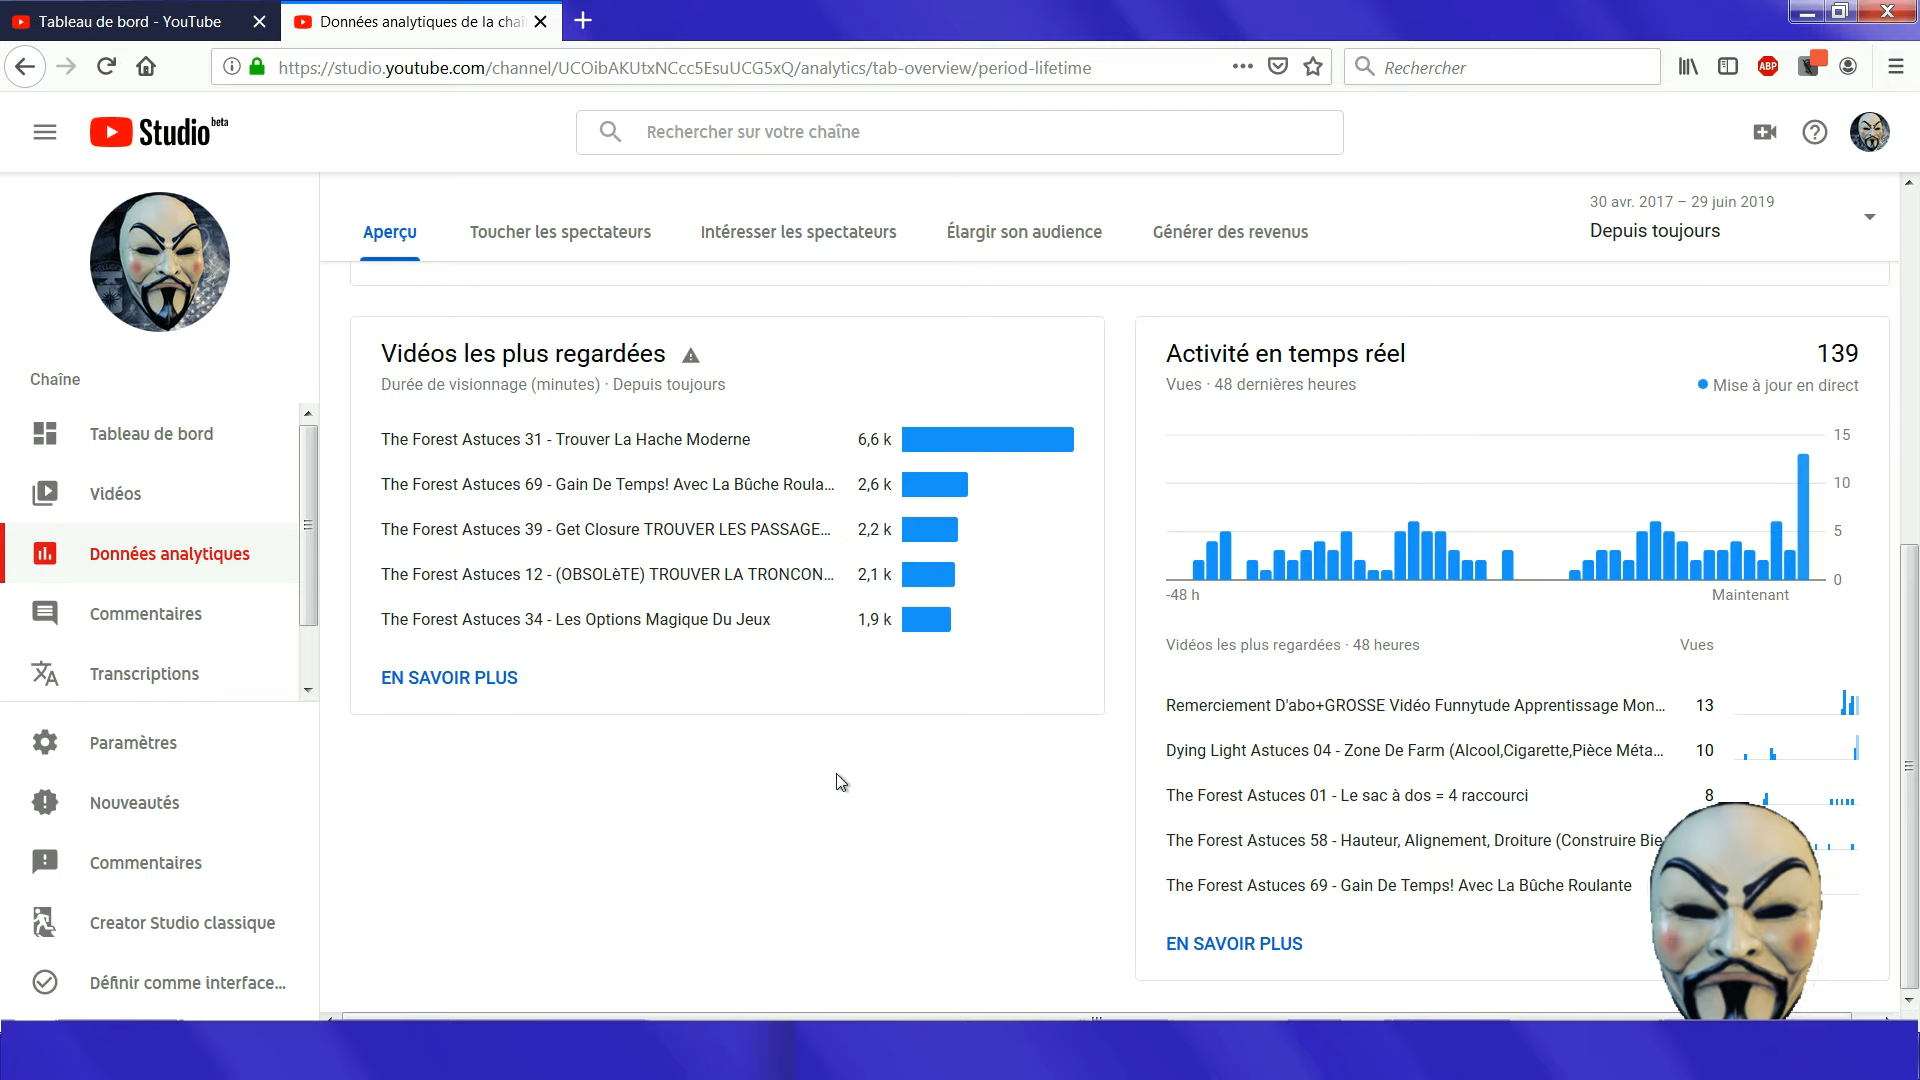 Tableau de bord - YouTube
Données analytiques de la chaî
https://studio.youtube.com/channel/UCOibAKUtxNCcc5EsuUCG5xQ/analytics/tab-overview/period-lifetime
Rechercher
ABP
Studio beta
Rechercher sur votre chaîne
Aperçu
Toucher les spectateurs
Intéresser les spectateurs
Élargir son audience
Générer des revenus
30 avr. 2017 – 29 juin 2019
Depuis toujours
Chaîne
Tableau de bord
Vidéos
Données analytiques
Commentaires
Transcriptions
Paramètres
Nouveautés
Commentaires
Creator Studio classique
Définir comme interface...
Vidéos les plus regardées
Durée de visionnage (minutes) · Depuis toujours
The Forest Astuces 31 - Trouver La Hache Moderne 6,6 k
The Forest Astuces 69 - Gain De Temps! Avec La Bûche Roula... 2,6 k
The Forest Astuces 39 - Get Closure TROUVER LES PASSAGE... 2,2 k
The Forest Astuces 12 - (OBSOLèTE) TROUVER LA TRONCON... 2,1 k
The Forest Astuces 34 - Les Options Magique Du Jeux 1,9 k
EN SAVOIR PLUS
Activité en temps réel 139
Vues · 48 dernières heures
Mise à jour en direct
15
10
5
0
-48 h
Maintenant
Vidéos les plus regardées · 48 heures Vues
Remerciement D'abo+GROSSE Vidéo Funnytude Apprentissage Mon... 13
Dying Light Astuces 04 - Zone De Farm (Alcool,Cigarette,Pièce Méta... 10
The Forest Astuces 01 - Le sac à dos = 4 raccourci 8
The Forest Astuces 58 - Hauteur, Alignement, Droiture (Construire Bie
The Forest Astuces 69 - Gain De Temps! Avec La Bûche Roulante
EN SAVOIR PLUS